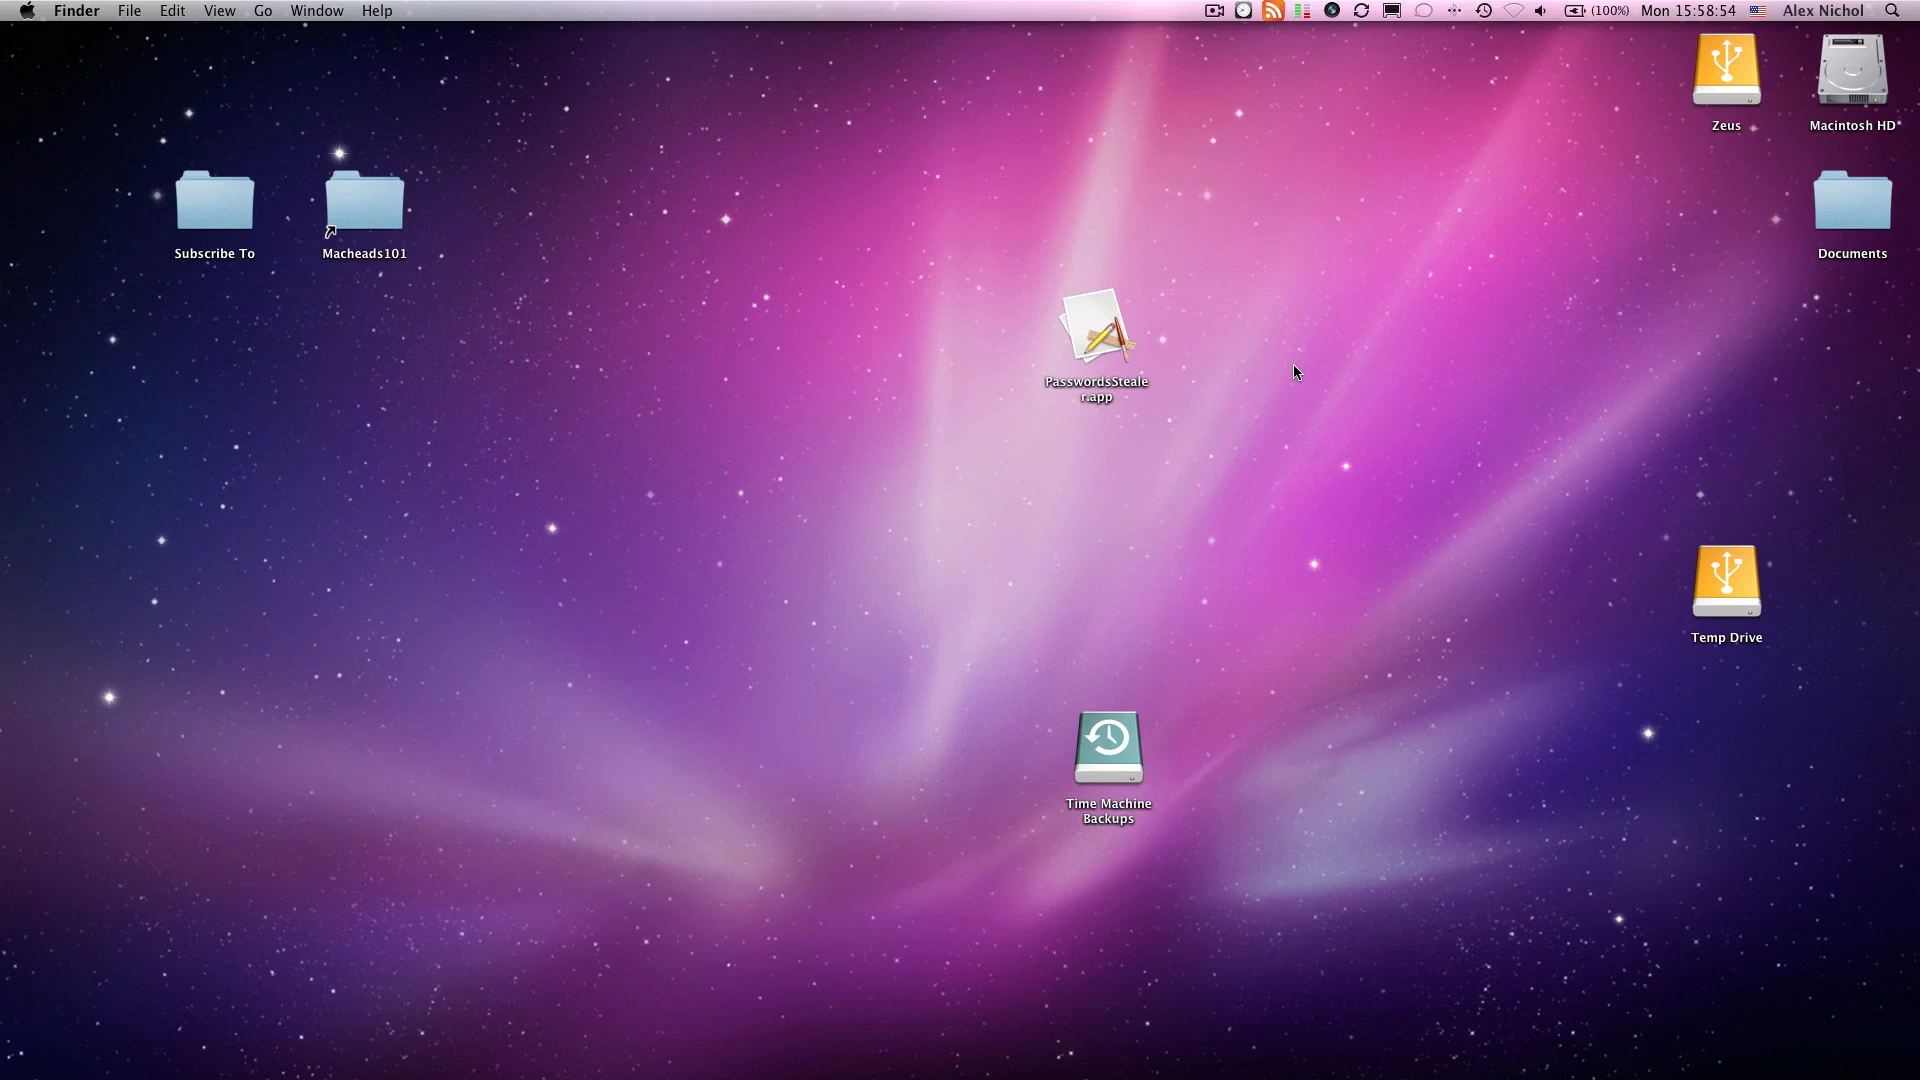 Finder File Edit View Go Window Help
(100%) Mon 15:58:54 Alex Nichol
Zeus
Macintosh HD
Subscribe To
Macheads101
Documents
PasswordsSteale
r.app
Temp Drive
Time Machine
Backups